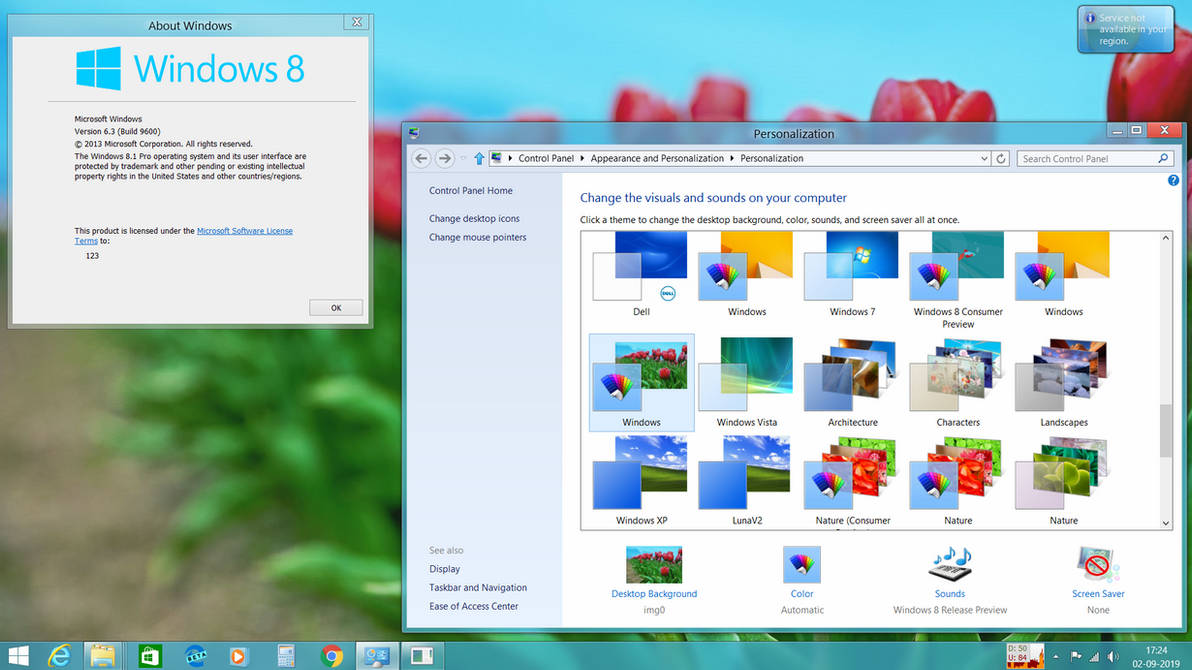 About Windows
Windows 8
Microsoft Windows
Version 6.3 (Build 9600)
© 2013 Microsoft Corporation. All rights reserved.
The Windows 8.1 Pro operating system and its user interface are
protected by trademark and other pending or existing intellectual
property rights in the United States and other countries/regions.
This product is licensed under the Microsoft Software License
Terms to:
123
OK
Service not
available in your
region.
Personalization
Control Panel Appearance and Personalization Personalization
Search Control Panel
Control Panel Home
Change desktop icons
Change mouse pointers
See also
Display
Taskbar and Navigation
Ease of Access Center
Change the visuals and sounds on your computer
Click a theme to change the desktop background, color, sounds, and screen saver all at once.
DELL
Dell
Windows
Windows 7
Windows 8 Consumer
Preview
Windows
Windows
Windows Vista
Architecture
Characters
Landscapes
Windows XP
LunaV2
Nature (Consumer
Nature
Nature
Desktop Background
img0
Color
Automatic
Sounds
Windows 8 Release Preview
Screen Saver
None
BETA
D: 50
U: 84
17:24
02-09-2019